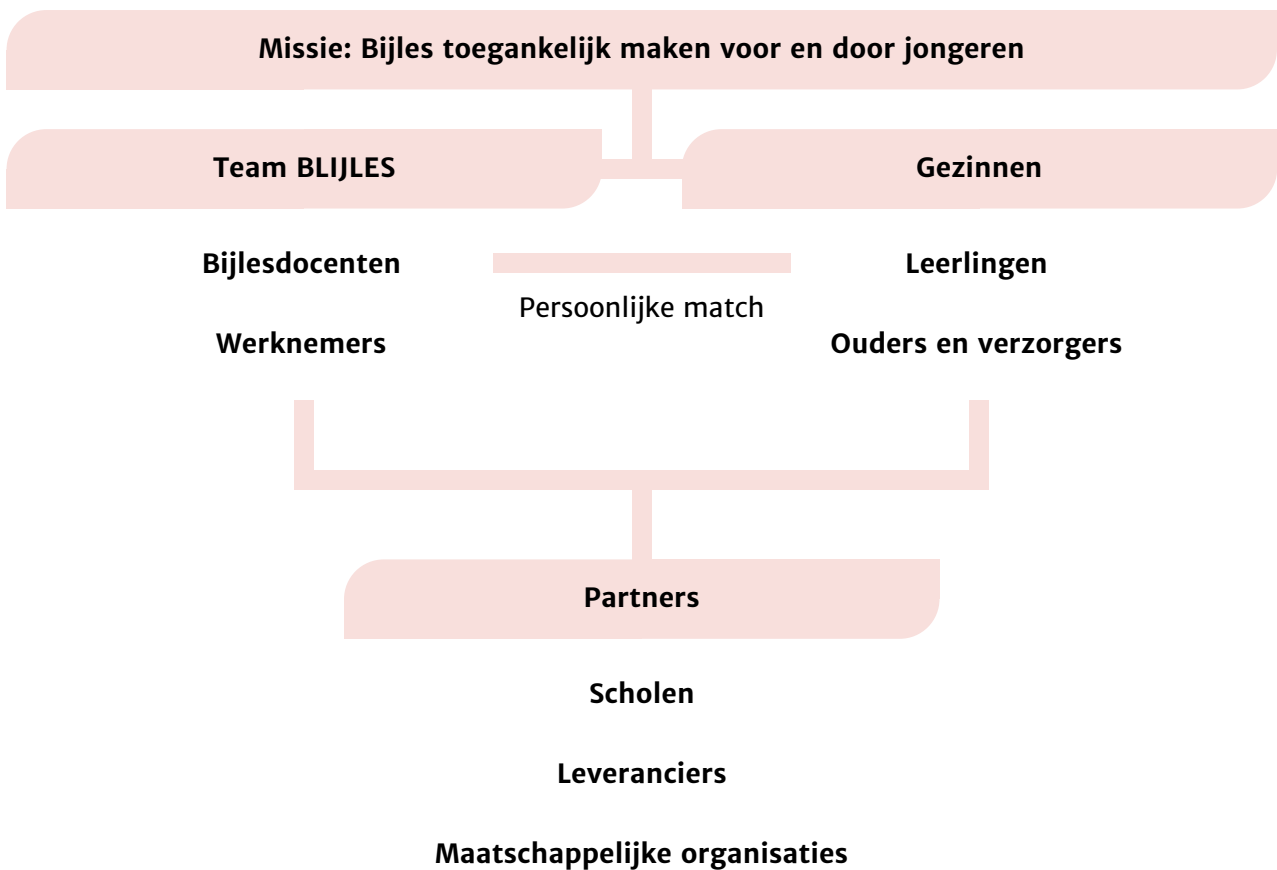 Missie: Bijles toegankelijk maken voor en door jongeren
Team BLIJLES
Gezinnen
Bijlesdocenten
Leerlingen
Persoonlijke match
Werknemers
Ouders en verzorgers
Partners
Scholen
Leveranciers
Maatschappelijke organisaties